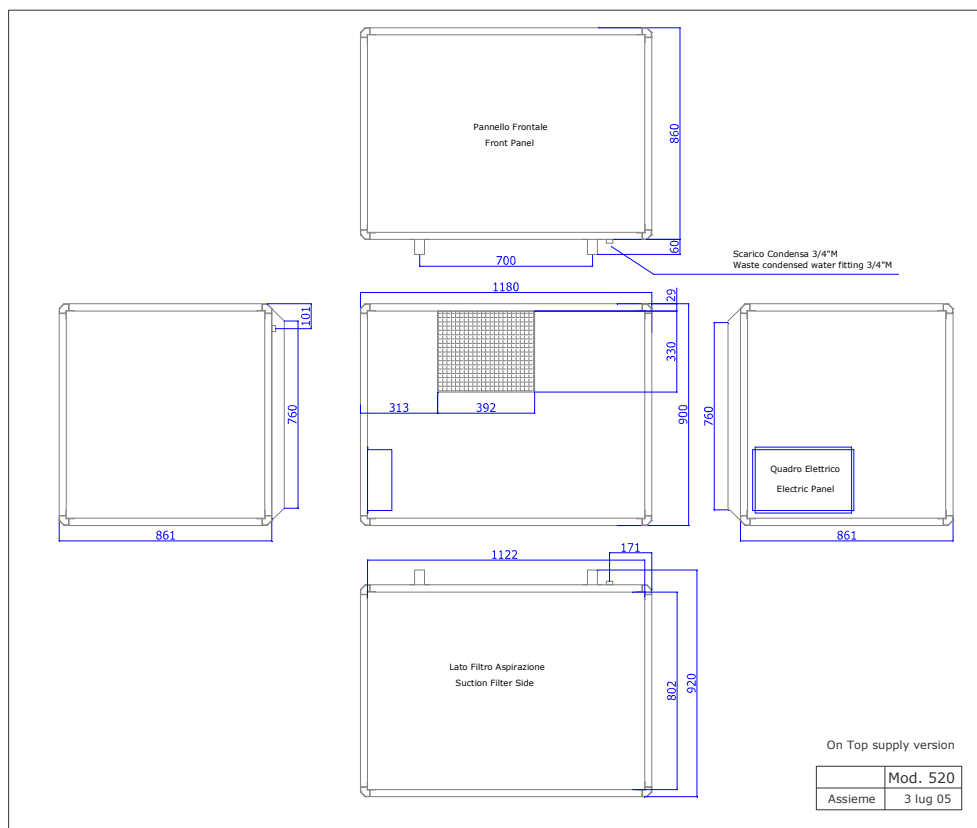 Pannello Frontale
Front Panel
860
60
700
Scarico Condensa 3/4"M
Waste condensed water fitting 3/4"M
1180
29
101
330
313
392
760
900
760
Quadro Elettrico
Electric Panel
861
861
1122
171
Lato Filtro Aspirazione
Suction Filter Side
802
920
On Top supply version
Mod. 520
Assieme
3 lug 05